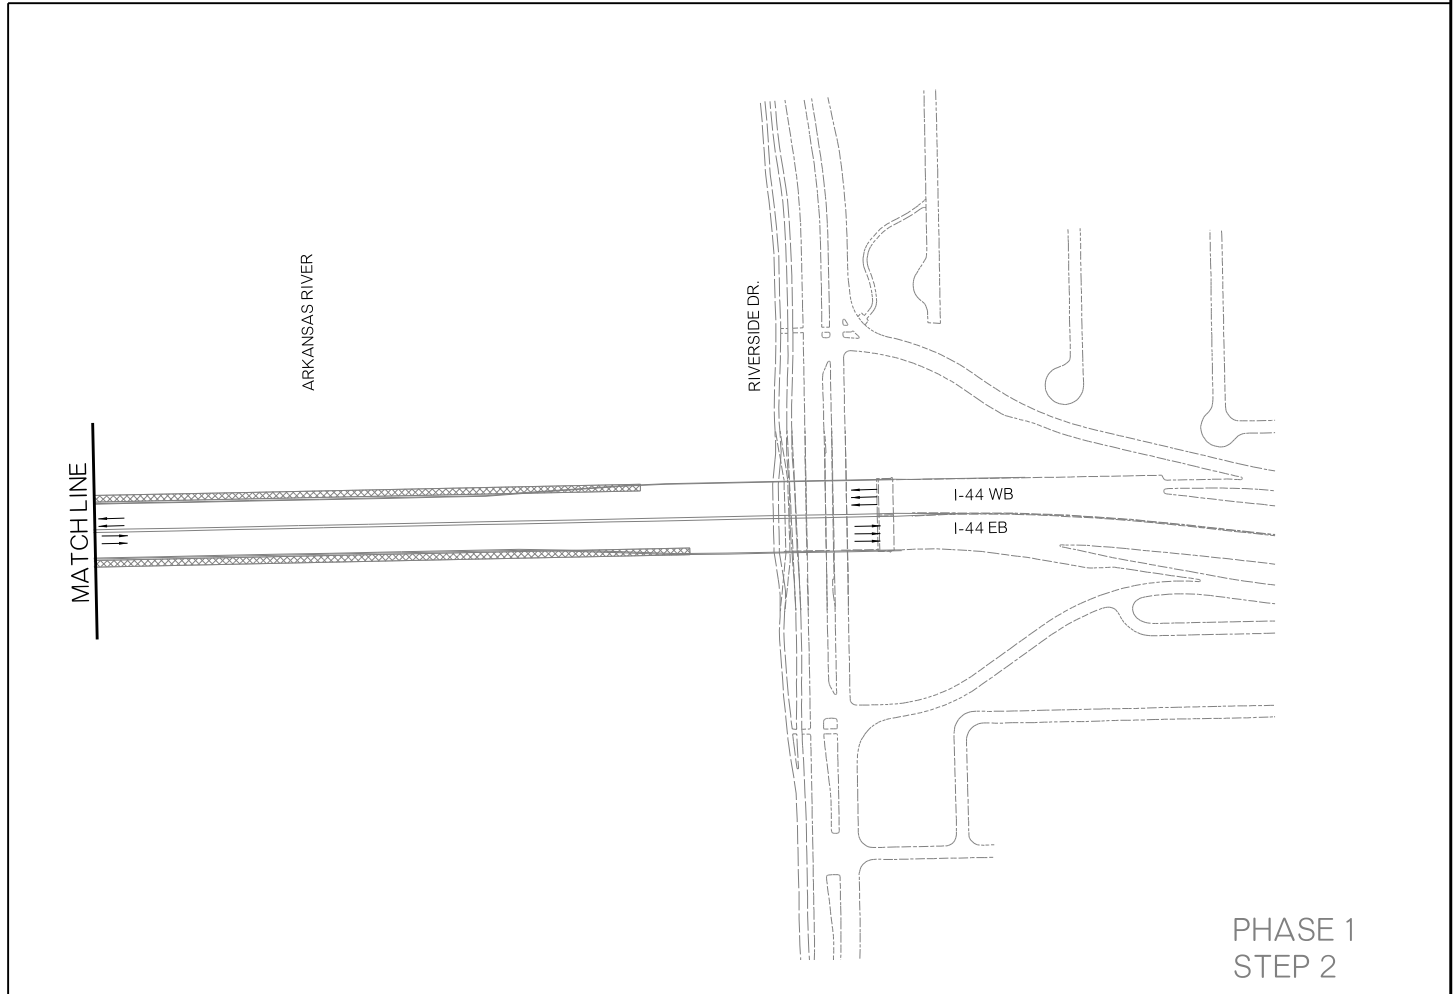 ARKANSAS RIVER
RIVERSIDE DR.
MATCH LINE
I-44 WB
I-44 EB
PHASE 1
STEP 2